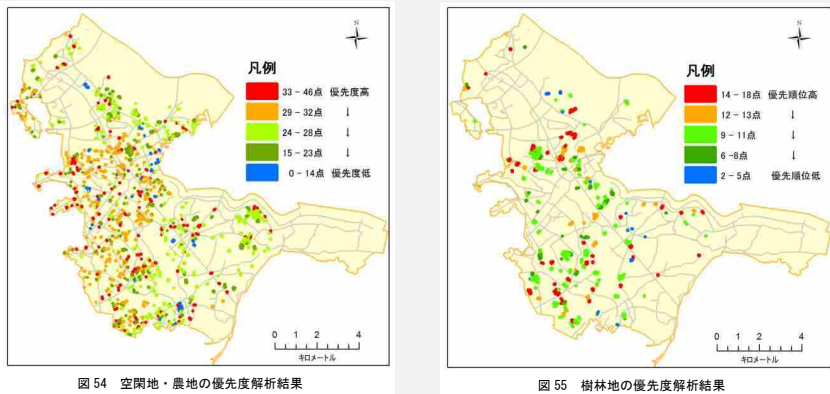 N
凡例
33－46点 優先度高
29－32点 ↓
24－28点 ↓
15－23点 ↓
0－14点 優先度低
0 1 2 4
キロメートル
図54 空閑地・農地の優先度解析結果
N
凡例
14－18点 優先順位高
12－13点 ↓
9－11点 ↓
6－8点 ↓
2－5点 優先順位低
0 1 2 4
キロメートル
図55 樹林地の優先度解析結果